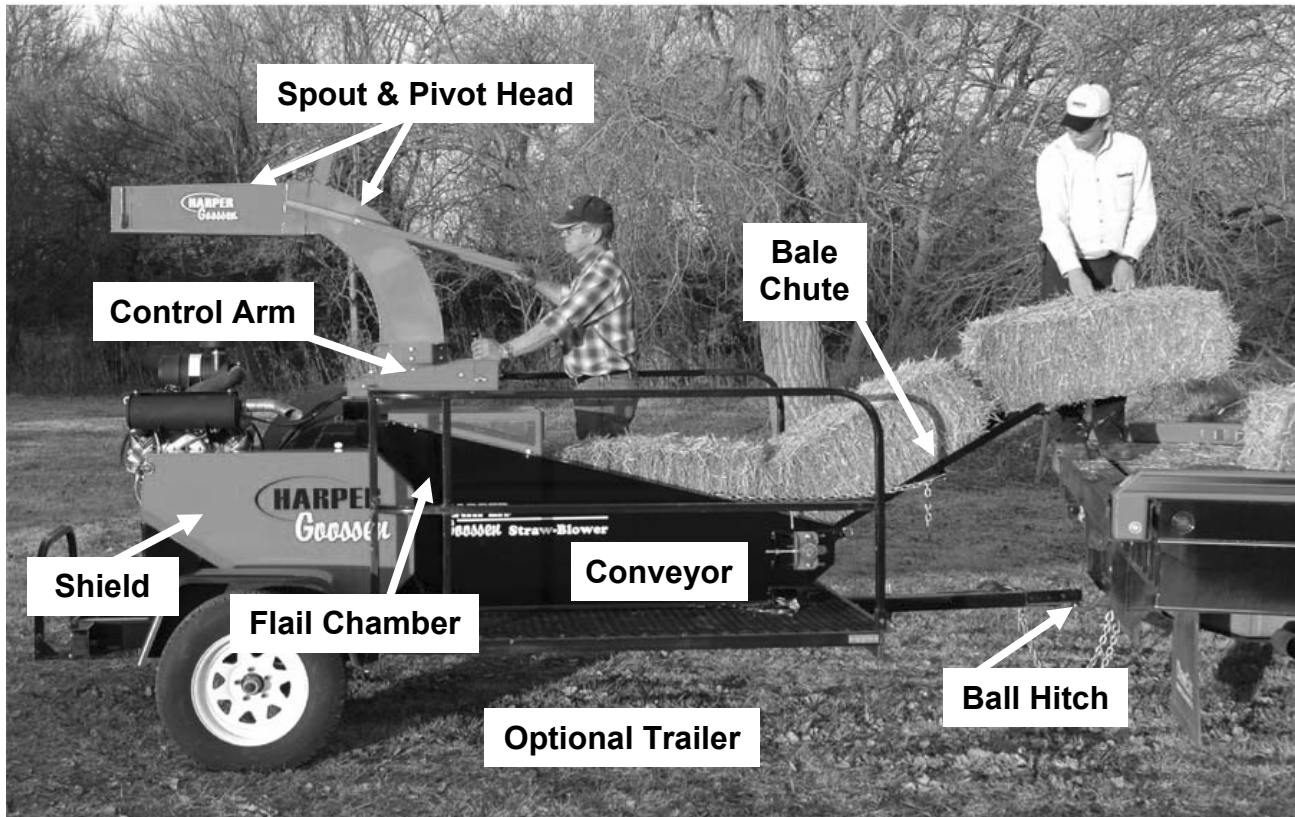 Spout & Pivot Head
HARPER
Goossen
Bale
Chute
Control Arm
HARPER
Goossen
Goossen Straw-Blower
Shield
Conveyor
Flail Chamber
Ball Hitch
Optional Trailer